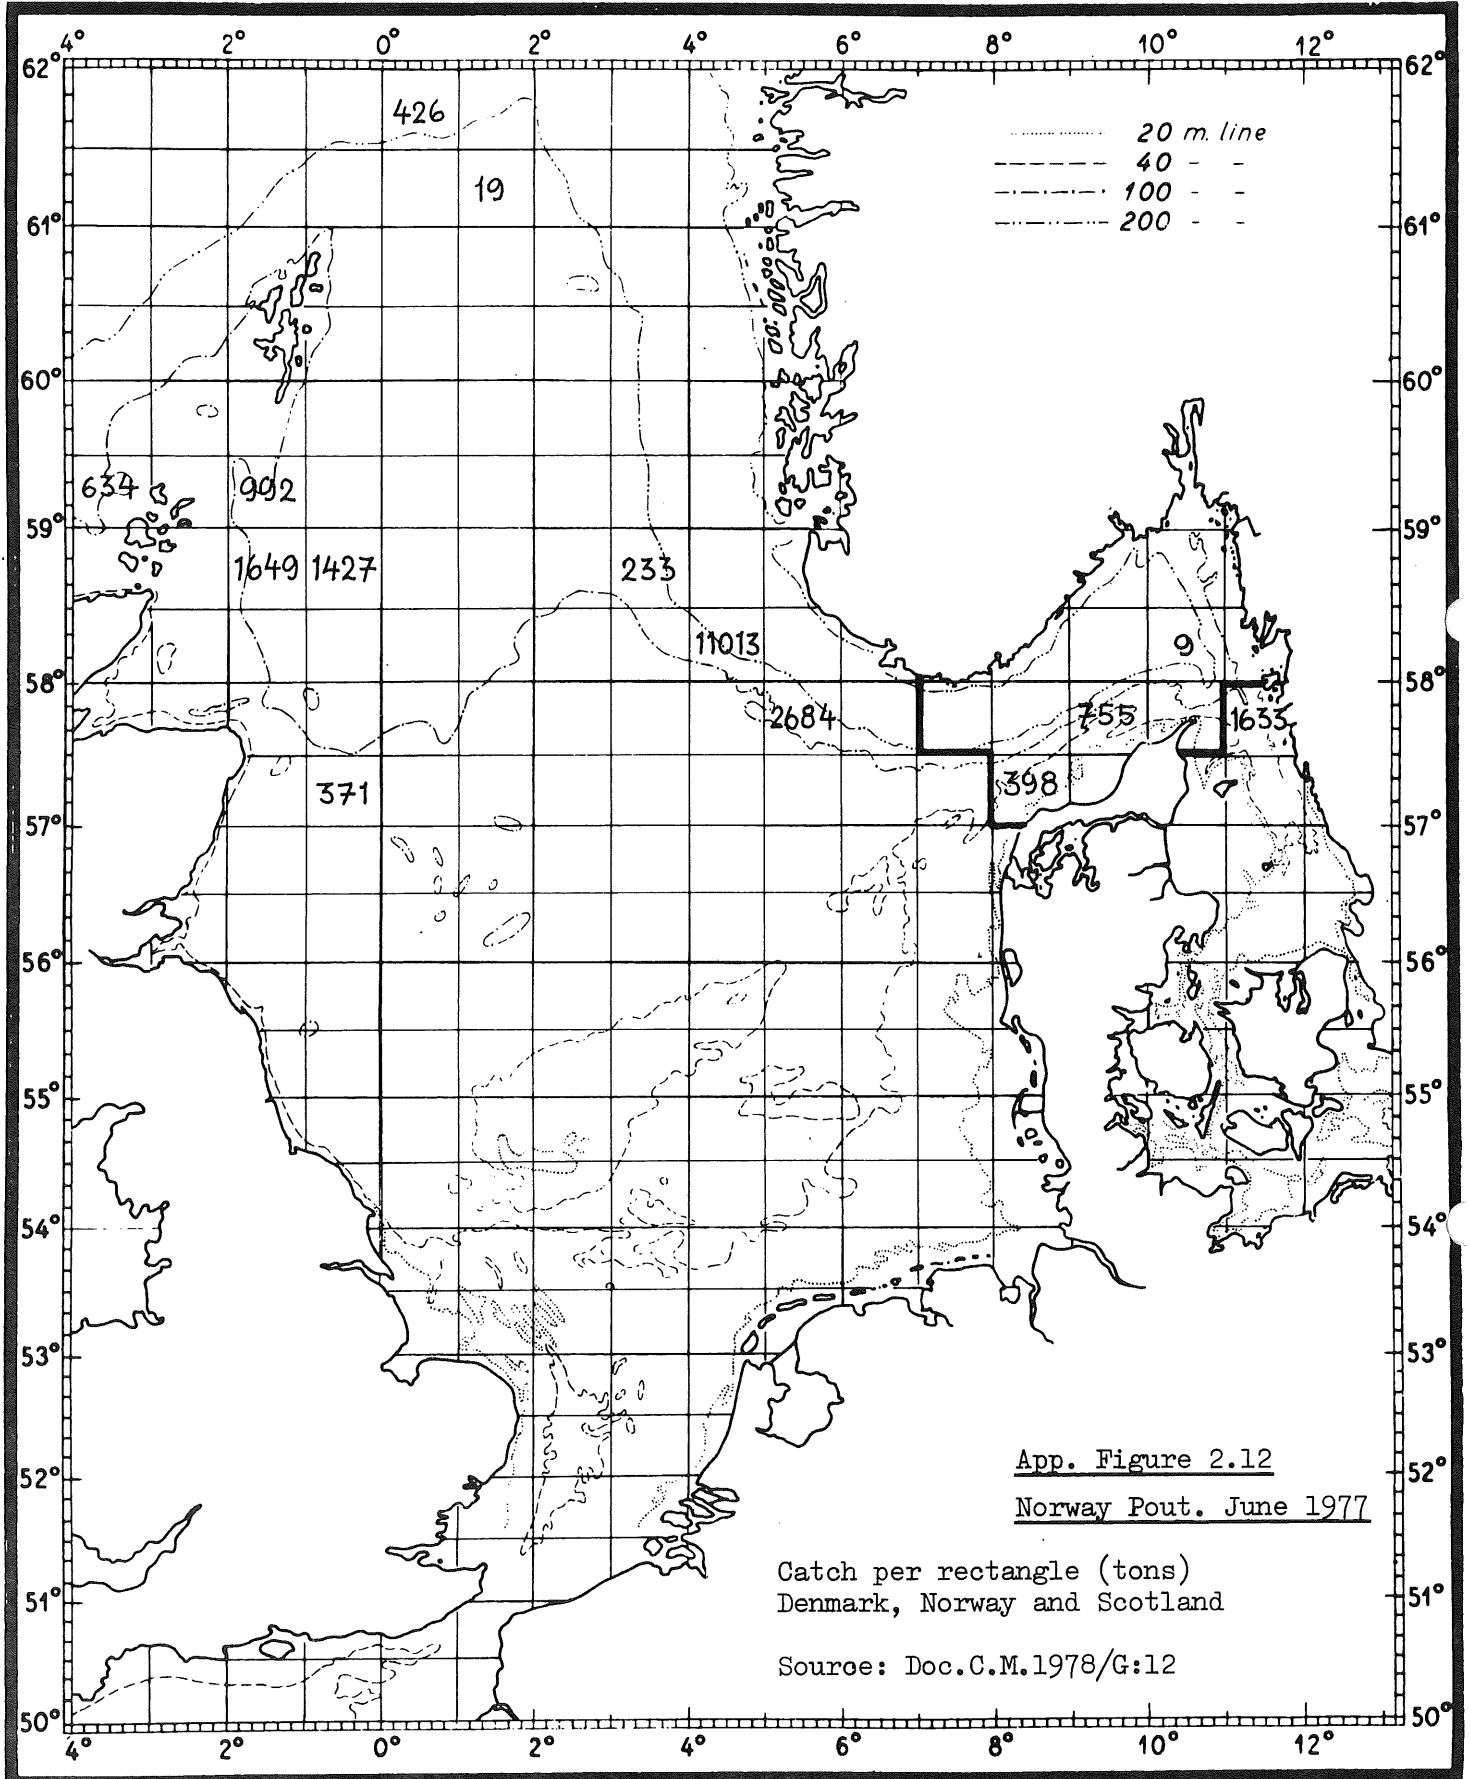 4° 2° 0° 2° 4° 6° 8° 10° 12°
62° 62°
426
20 m. line
40 - -
100 - -
200 - -
19
61° 61°
60° 60°
634 992
59° 59°
1649 1427 233
11013 9
58° 58°
2684 755 1633
371 398
57° 57°
56° 56°
55° 55°
54° 54°
53° 53°
App. Figure 2.12
52° 52°
Norway Pout. June 1977
Catch per rectangle (tons)
51° 51°
Denmark, Norway and Scotland
Source: Doc.C.M.1978/G:12
50° 50°
4° 2° 0° 2° 4° 6° 8° 10° 12°